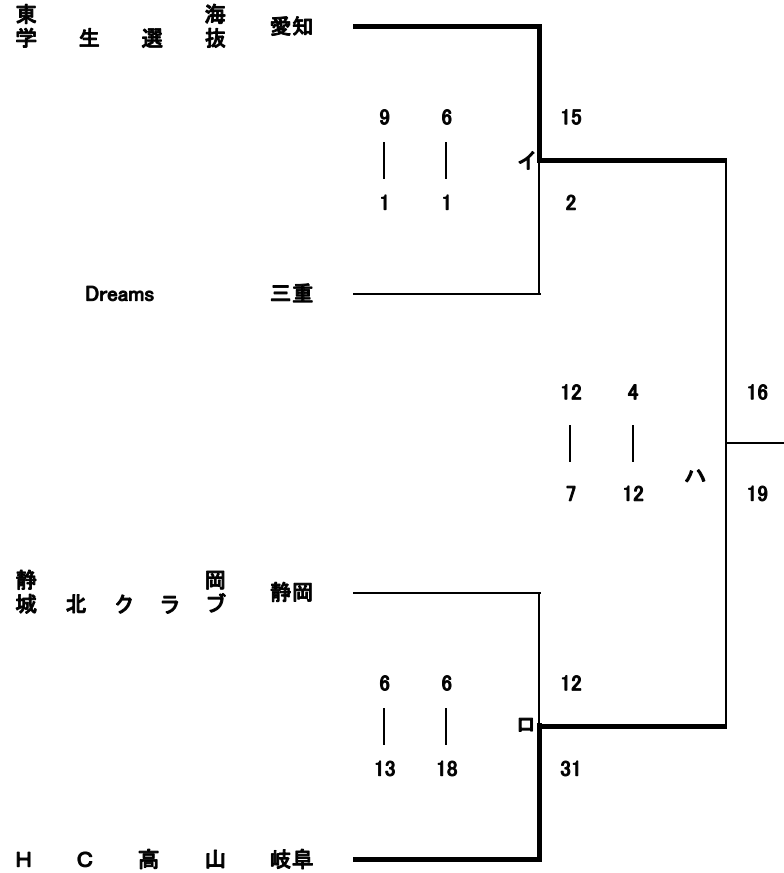 東海
学生選抜 愛知
9 6 15
イ
1 1 2
Dreams 三重
12 4 16
ハ
7 12 19
静岡
城北クラブ 静岡
6 6 12
ロ
13 18 31
HC高山 岐阜